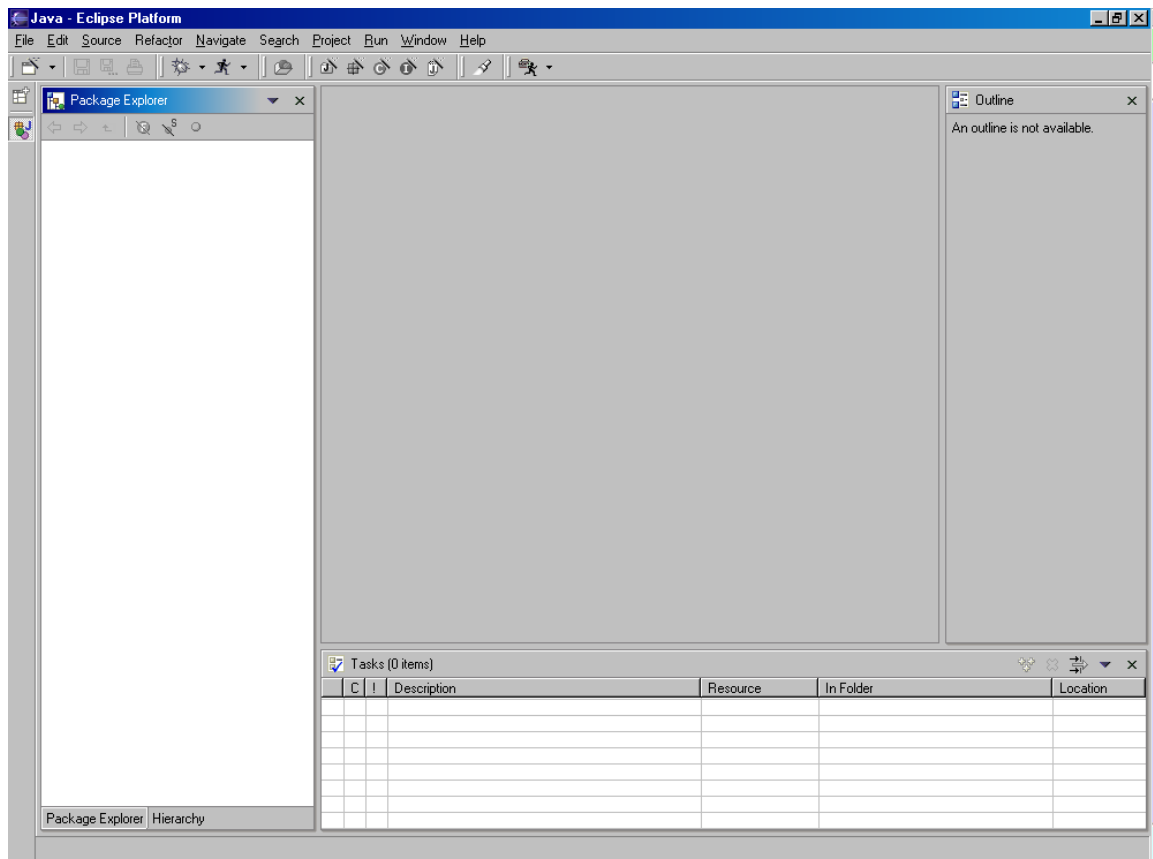 Java - Eclipse Platform
File Edit Source Refactor Navigate Search Project Run Window Help
Package Explorer
Outline
An outline is not available.
Tasks (0 items)
C ! Description Resource In Folder Location
Package Explorer Hierarchy